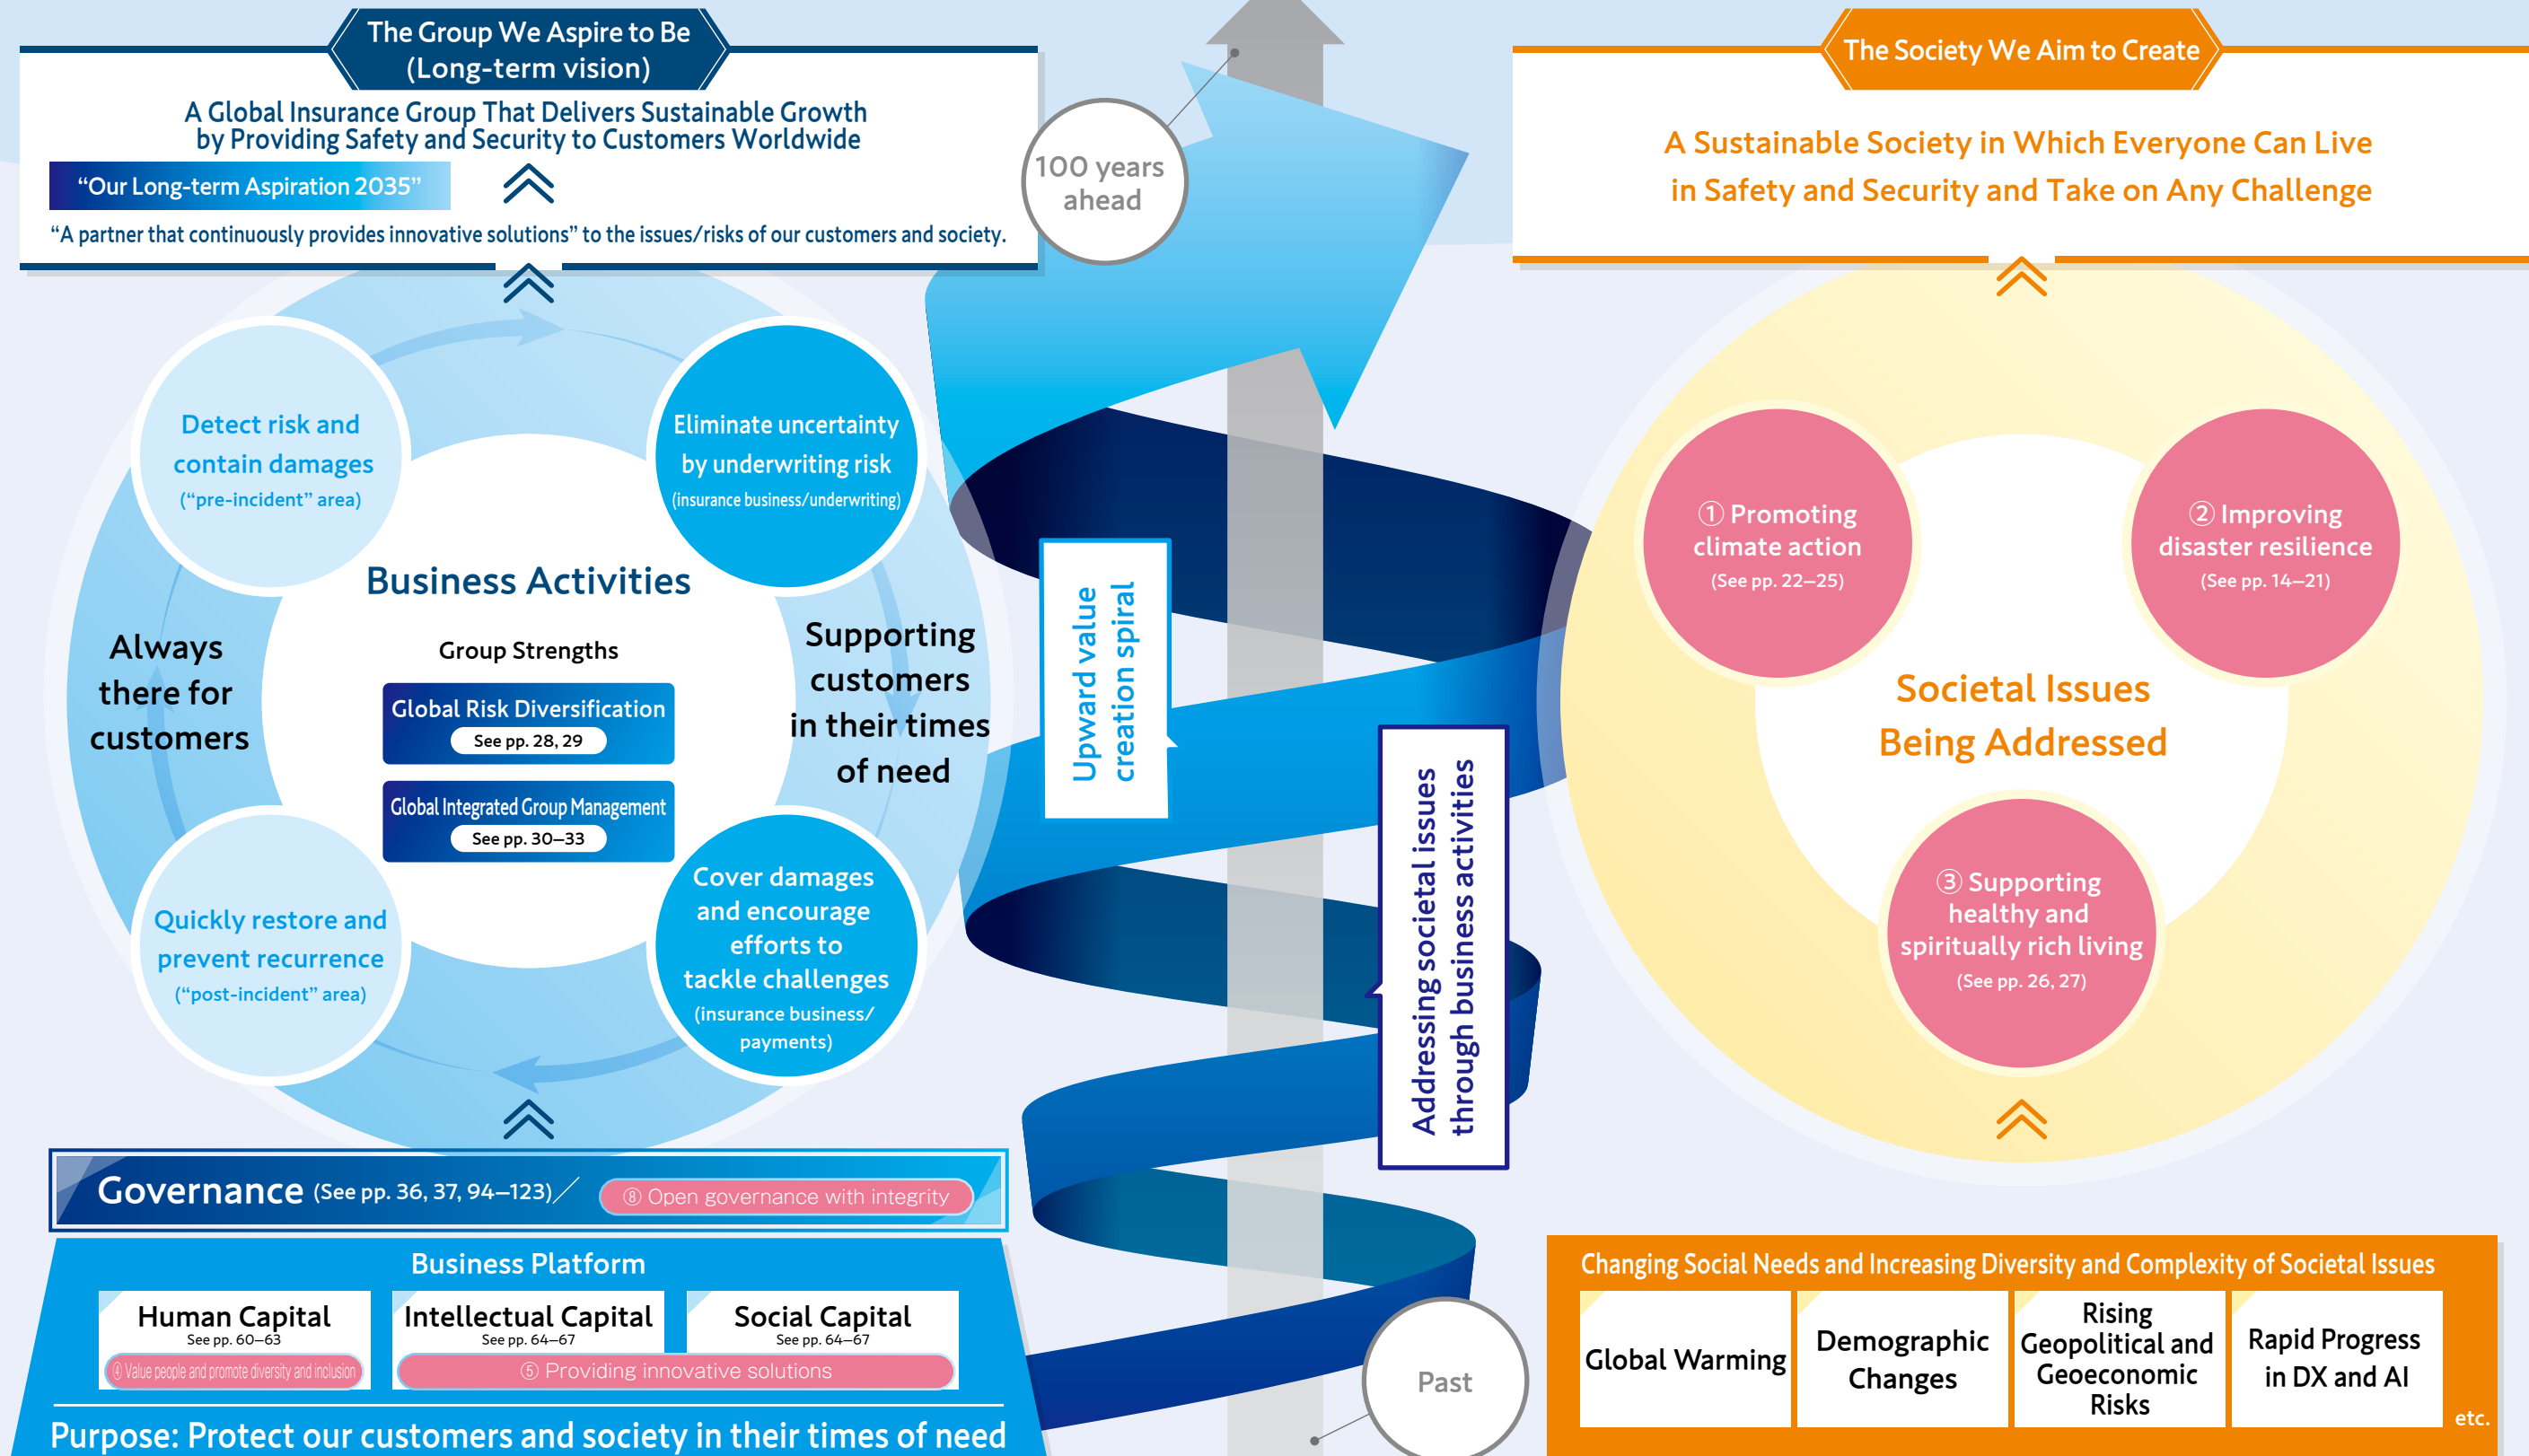 The Group We Aspire to Be
(Long-term vision)
A Global Insurance Group That Delivers Sustainable Growth
by Providing Safety and Security to Customers Worldwide
“Our Long-term Aspiration 2035”
“A partner that continuously provides innovative solutions” to the issues/risks of our customers and society.
100 years
ahead
The Society We Aim to Create
A Sustainable Society in Which Everyone Can Live
in Safety and Security and Take on Any Challenge
Detect risk and
contain damages
(“pre-incident” area)
Eliminate uncertainty
by underwriting risk
(insurance business/underwriting)
Business Activities
Always
there for
customers
Group Strengths
Global Risk Diversification
See pp. 28, 29
Global Integrated Group Management
See pp. 30–33
Supporting
customers
in their times
of need
Quickly restore and
prevent recurrence
(“post-incident” area)
Cover damages
and encourage
efforts to
tackle challenges
(insurance business/
payments)
Upward value
creation spiral
Addressing societal issues
through business activities
① Promoting
climate action
(See pp. 22–25)
② Improving
disaster resilience
(See pp. 14–21)
Societal Issues
Being Addressed
③ Supporting
healthy and
spiritually rich living
(See pp. 26, 27)
Governance (See pp. 36, 37, 94–123)
⑧ Open governance with integrity
Business Platform
Human Capital
See pp. 60–63
④ Value people and promote diversity and inclusion
Intellectual Capital
See pp. 64–67
Social Capital
See pp. 64–67
⑤ Providing innovative solutions
Purpose: Protect our customers and society in their times of need
Past
Changing Social Needs and Increasing Diversity and Complexity of Societal Issues
Global Warming
Demographic
Changes
Rising
Geopolitical and
Geoeconomic
Risks
Rapid Progress
in DX and AI
etc.